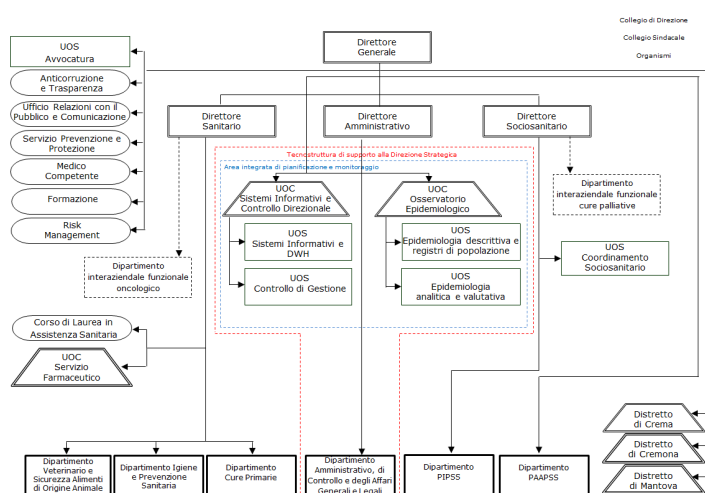 Collegio di Direzione
Collegio Sindacale
Organismi
Direttore
Generale
UOS
Avvocatura
Anticorruzione
e Trasparenza
Ufficio Relazioni con il
Pubblico e Comunicazione
Servizio Prevenzione e
Protezione
Medico
Competente
Formazione
Risk
Management
Direttore
Sanitario
Direttore
Amministrativo
Direttore
Sociosanitario
Tecnostruttura di supporto alla Direzione Strategica
Area integrata di pianificazione e monitoraggio
UOC
Sistemi Informativi e
Controllo Direzionale
UOC
Osservatorio
Epidemiologico
UOS
Sistemi Informativi e
DWH
UOS
Epidemiologia descrittiva e
registri di popolazione
UOS
Controllo di Gestione
UOS
Epidemiologia
analitica e valutativa
Dipartimento
interaziendale funzionale
cure palliative
UOS
Coordinamento
Sociosanitario
Dipartimento
interaziendale funzionale
oncologico
Corso di Laurea in
Assistenza Sanitaria
UOC
Servizio
Farmaceutico
Distretto
di Crema
Distretto
di Cremona
Distretto
di Mantova
Dipartimento
Veterinario e
Sicurezza Alimenti
di Origine Animale
Dipartimento Igiene
e Prevenzione
Sanitaria
Dipartimento
Cure Primarie
Dipartimento
Amministrativo, di
Controllo e degli Affari
Generali e Legali
Dipartimento
PIPSS
Dipartimento
PAAPSS